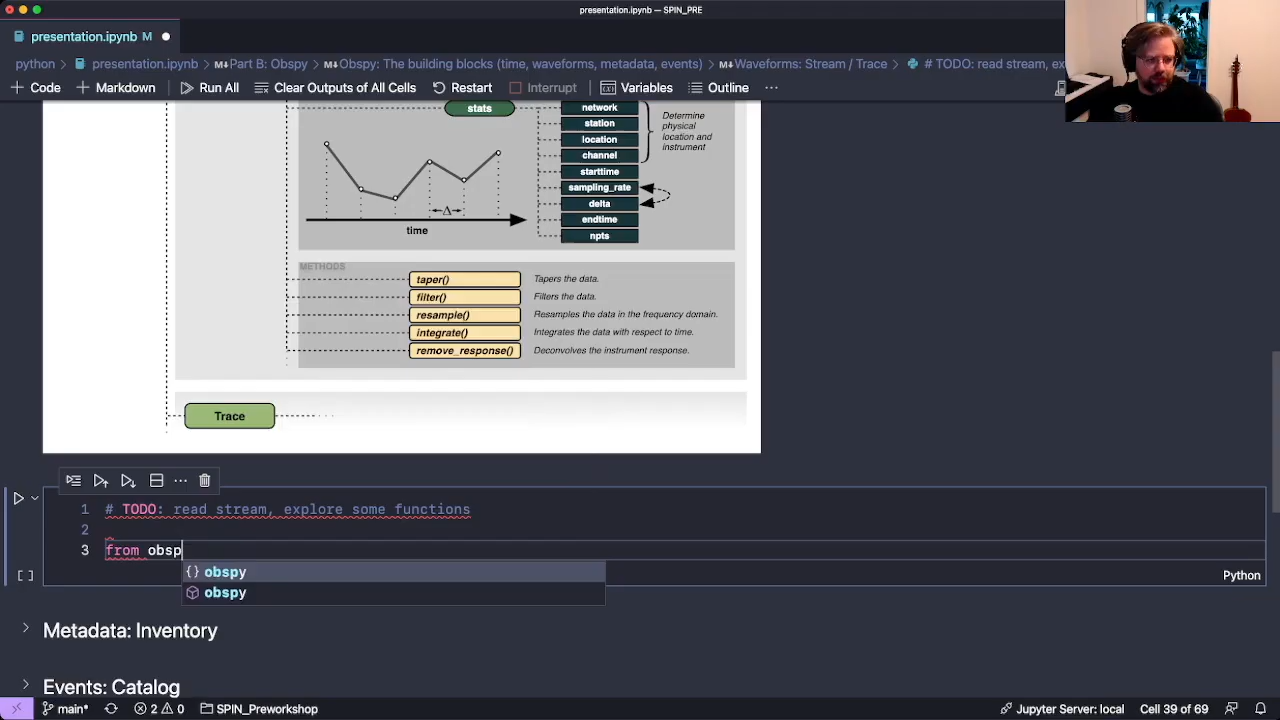 presentation.ipynb — SPIN_PRE
presentation.ipynb M
python > presentation.ipynb > Part B: Obspy > Obspy: The building blocks (time, waveforms, metadata, events) > Waveforms: Stream / Trace > # TODO: read stream, ex
+ Code + Markdown Run All Clear Outputs of All Cells Restart Interrupt Variables Outline ...
stats
network
station
location
channel
starttime
sampling_rate
delta
endtime
npts
Determine
physical
location and
instrument
Δ
time
METHODS
taper() Tapers the data.
filter() Filters the data.
resample() Resamples the data in the frequency domain.
integrate() Integrates the data with respect to time.
remove_response() Deconvolves the instrument response.
Trace
1 # TODO: read stream, explore some functions
2
3 from obsp
{} obspy
obspy
[ ]
Python
Metadata: Inventory
Events: Catalog
main* 2 0 SPIN_Preworkshop Jupyter Server: local Cell 39 of 69